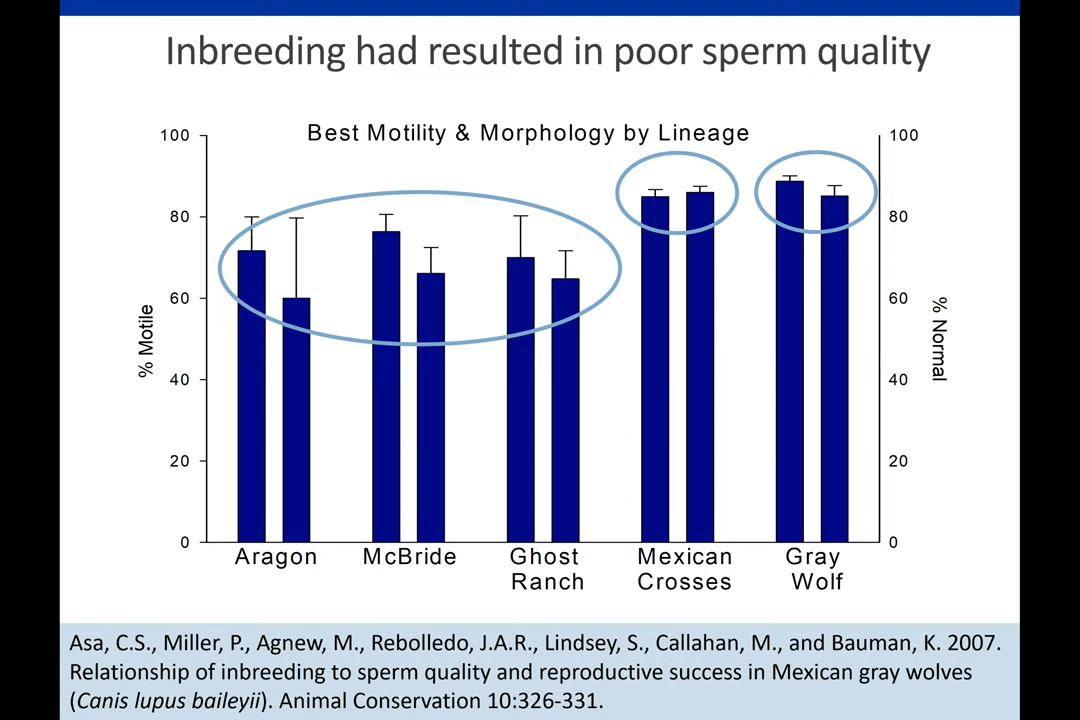 Inbreeding had resulted in poor sperm quality
Best Motility & Morphology by Lineage
100
80
60
40
20
0
% Motile
100
80
60
40
20
0
% Normal
Aragon
McBride
Ghost
Ranch
Mexican
Crosses
Gray
Wolf
Asa, C.S., Miller, P., Agnew, M., Rebolledo, J.A.R., Lindsey, S., Callahan, M., and Bauman, K. 2007.
Relationship of inbreeding to sperm quality and reproductive success in Mexican gray wolves
(Canis lupus baileyii). Animal Conservation 10:326-331.